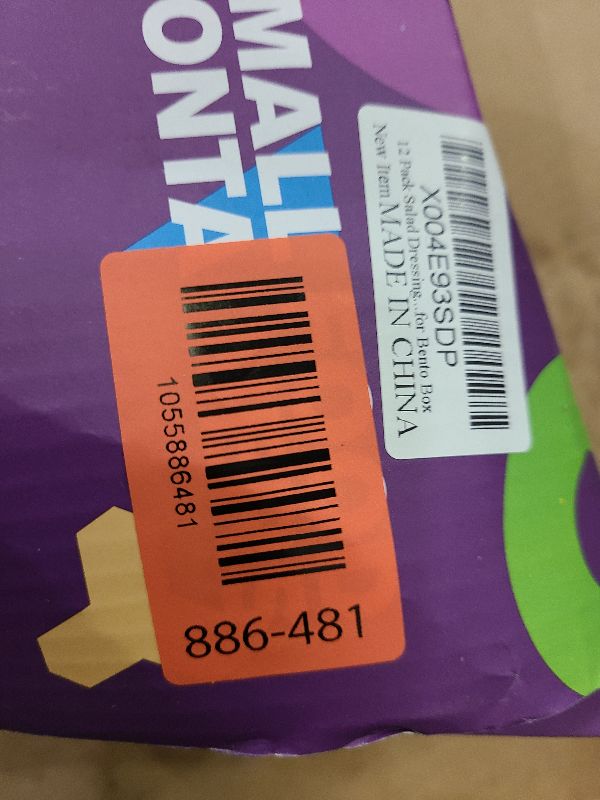 MALL
ONTA
X004E93SDP
12 Pack Salad Dressing...for Bento Box
New Item MADE IN CHINA
1055886481
886-481